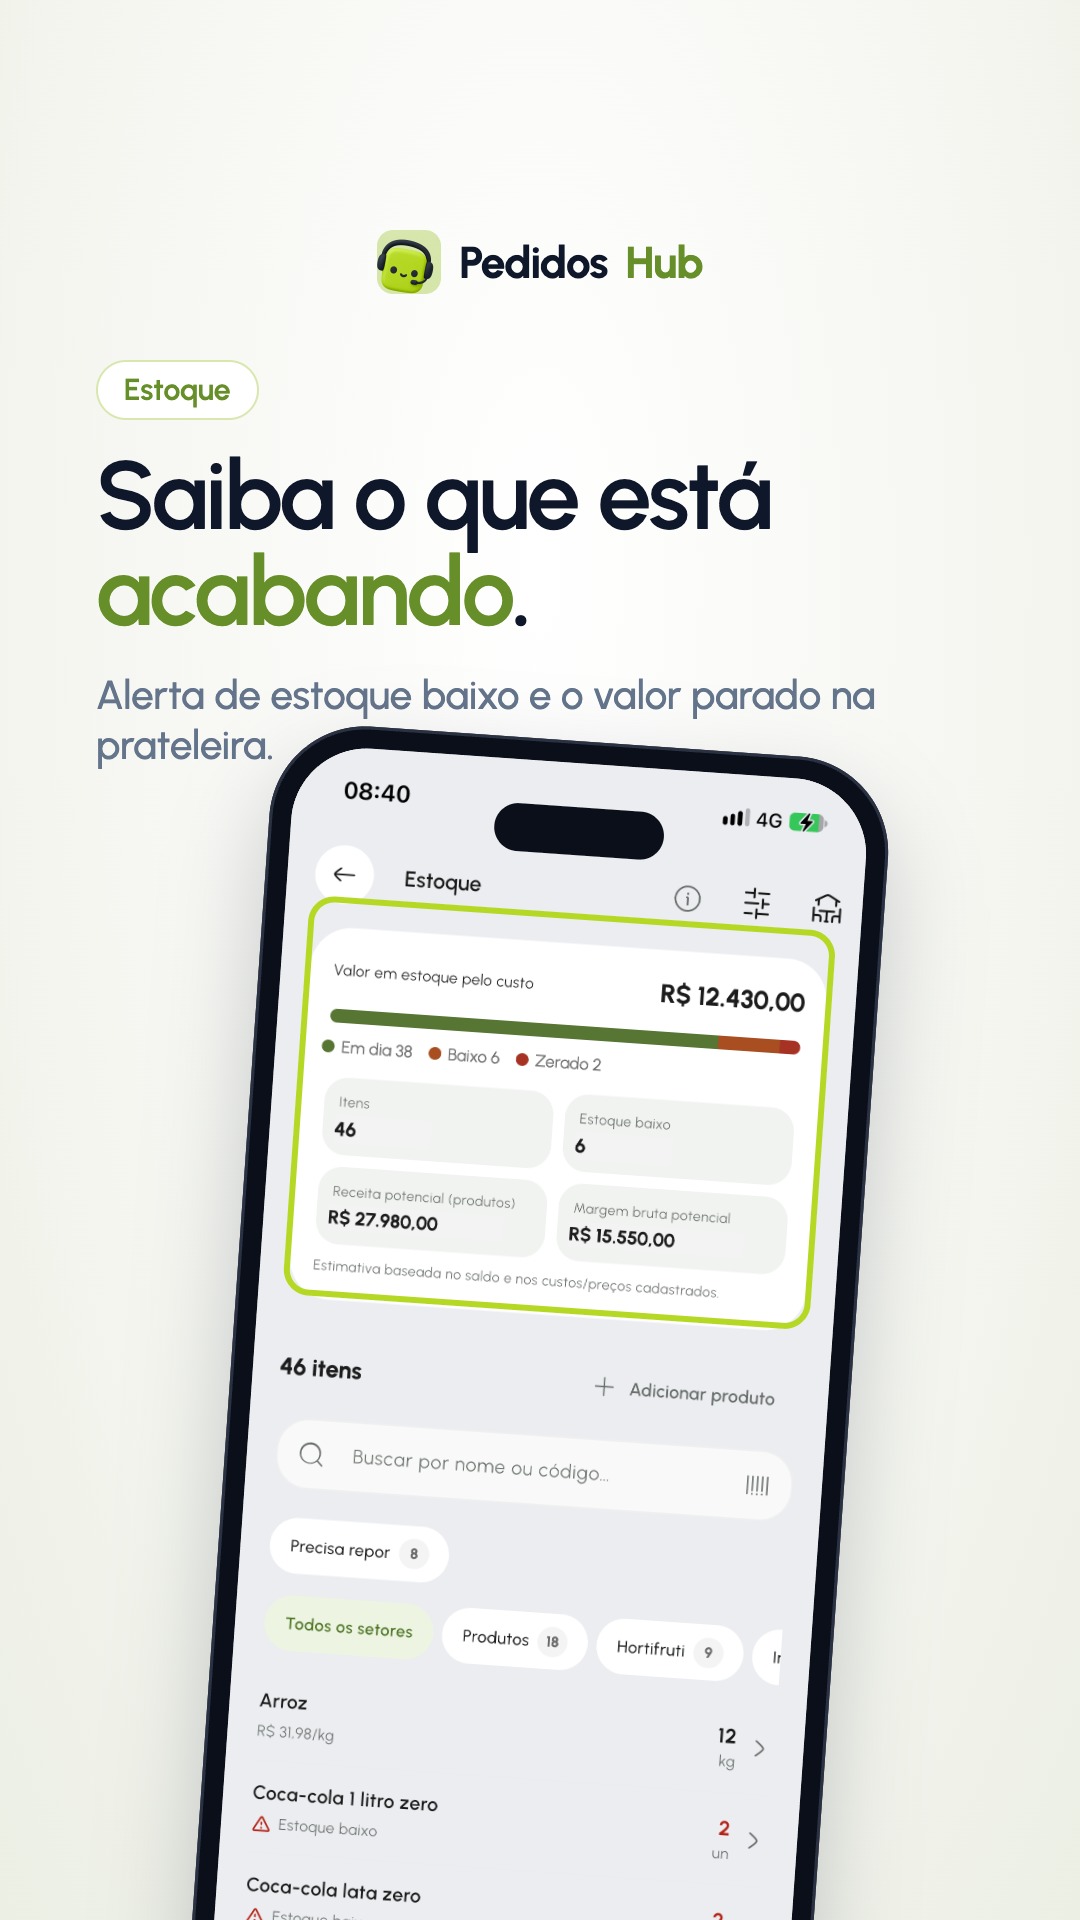 Pedidos Hub
Estoque
Saiba o que está
acabando.
Alerta de estoque baixo e o valor parado na
prateleira.
08:40
4G
Estoque
Valor em estoque pelo custo
R$ 12.430,00
Em dia 38
Baixo 6
Zerado 2
Itens
46
Estoque baixo
6
Receita potencial (produtos)
R$ 27.980,00
Margem bruta potencial
R$ 15.550,00
Estimativa baseada no saldo e nos custos/preços cadastrados.
46 itens
Adicionar produto
Buscar por nome ou código...
Precisa repor 8
Todos os setores
Produtos 18
Hortifruti 9
Arroz
R$ 31,98/kg
12
kg
Coca-cola 1 litro zero
Estoque baixo
2
un
Coca-cola lata zero